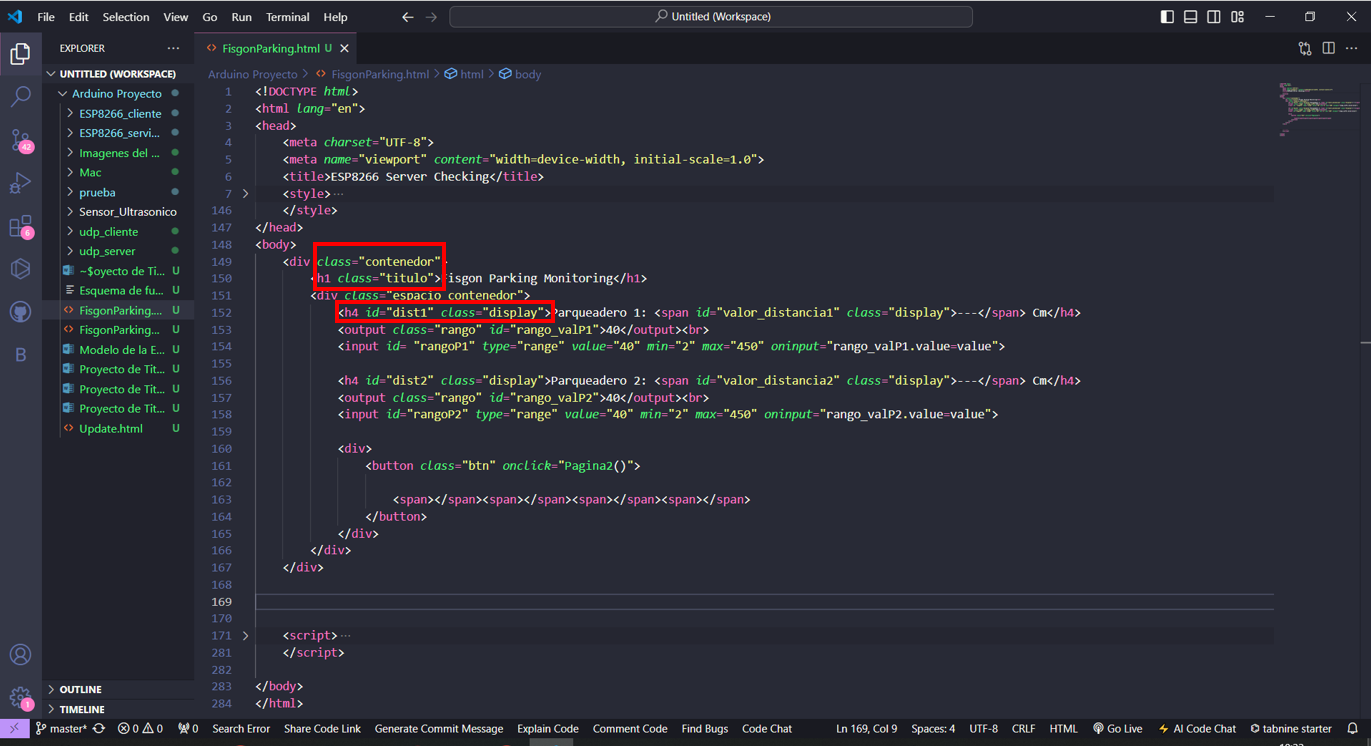 File Edit Selection View Go Run Terminal Help
Untitled (Workspace)
EXPLORER
FisgonParking.html U
UNTITLED (WORKSPACE)
Arduino Proyecto
ESP8266_cliente
ESP8266_servi...
Imagenes del ...
Mac
prueba
Sensor_Ultrasonico
udp_cliente
udp_server
~$oyecto de Ti... U
Esquema de fu... U
FisgonParking.... U
FisgonParking... U
Modelo de la E... U
Proyecto de Tit... U
Proyecto de Tit... U
Proyecto de Tit... U
Update.html U
OUTLINE
TIMELINE
42
6
B
1
Arduino Proyecto > FisgonParking.html > html > body
1 <!DOCTYPE html>
2 <html lang="en">
3 <head>
4 <meta charset="UTF-8">
5 <meta name="viewport" content="width=device-width, initial-scale=1.0">
6 <title>ESP8266 Server Checking</title>
7 <style>...
146 </style>
147 </head>
148 <body>
149 <div class="contenedor"
150 h1 class="titulo"> isgon Parking Monitoring</h1>
151 <div class="espacio_contenedor">
152 <h4 id="dist1" class="display">Parqueadero 1: <span id="valor_distancia1" class="display">---</span> Cm</h4>
153 <output class="rango" id="rango_valP1">40</output><br>
154 <input id= "rangoP1" type="range" value="40" min="2" max="450" oninput="rango_valP1.value=value">
155
156 <h4 id="dist2" class="display">Parqueadero 2: <span id="valor_distancia2" class="display">---</span> Cm</h4>
157 <output class="rango" id="rango_valP2">40</output><br>
158 <input id="rangoP2" type="range" value="40" min="2" max="450" oninput="rango_valP2.value=value">
159
160 <div>
161 <button class="btn" onclick="Pagina2()">
162
163 <span></span><span></span><span></span><span></span>
164 </button>
165 </div>
166 </div>
167 </div>
168
169
170
171 <script>...
281 </script>
282
283 </body>
284 </html>
master* 0 0 0 Search Error Share Code Link Generate Commit Message Explain Code Comment Code Find Bugs Code Chat Ln 169, Col 9 Spaces: 4 UTF-8 CRLF HTML Go Live AI Code Chat tabnine starter